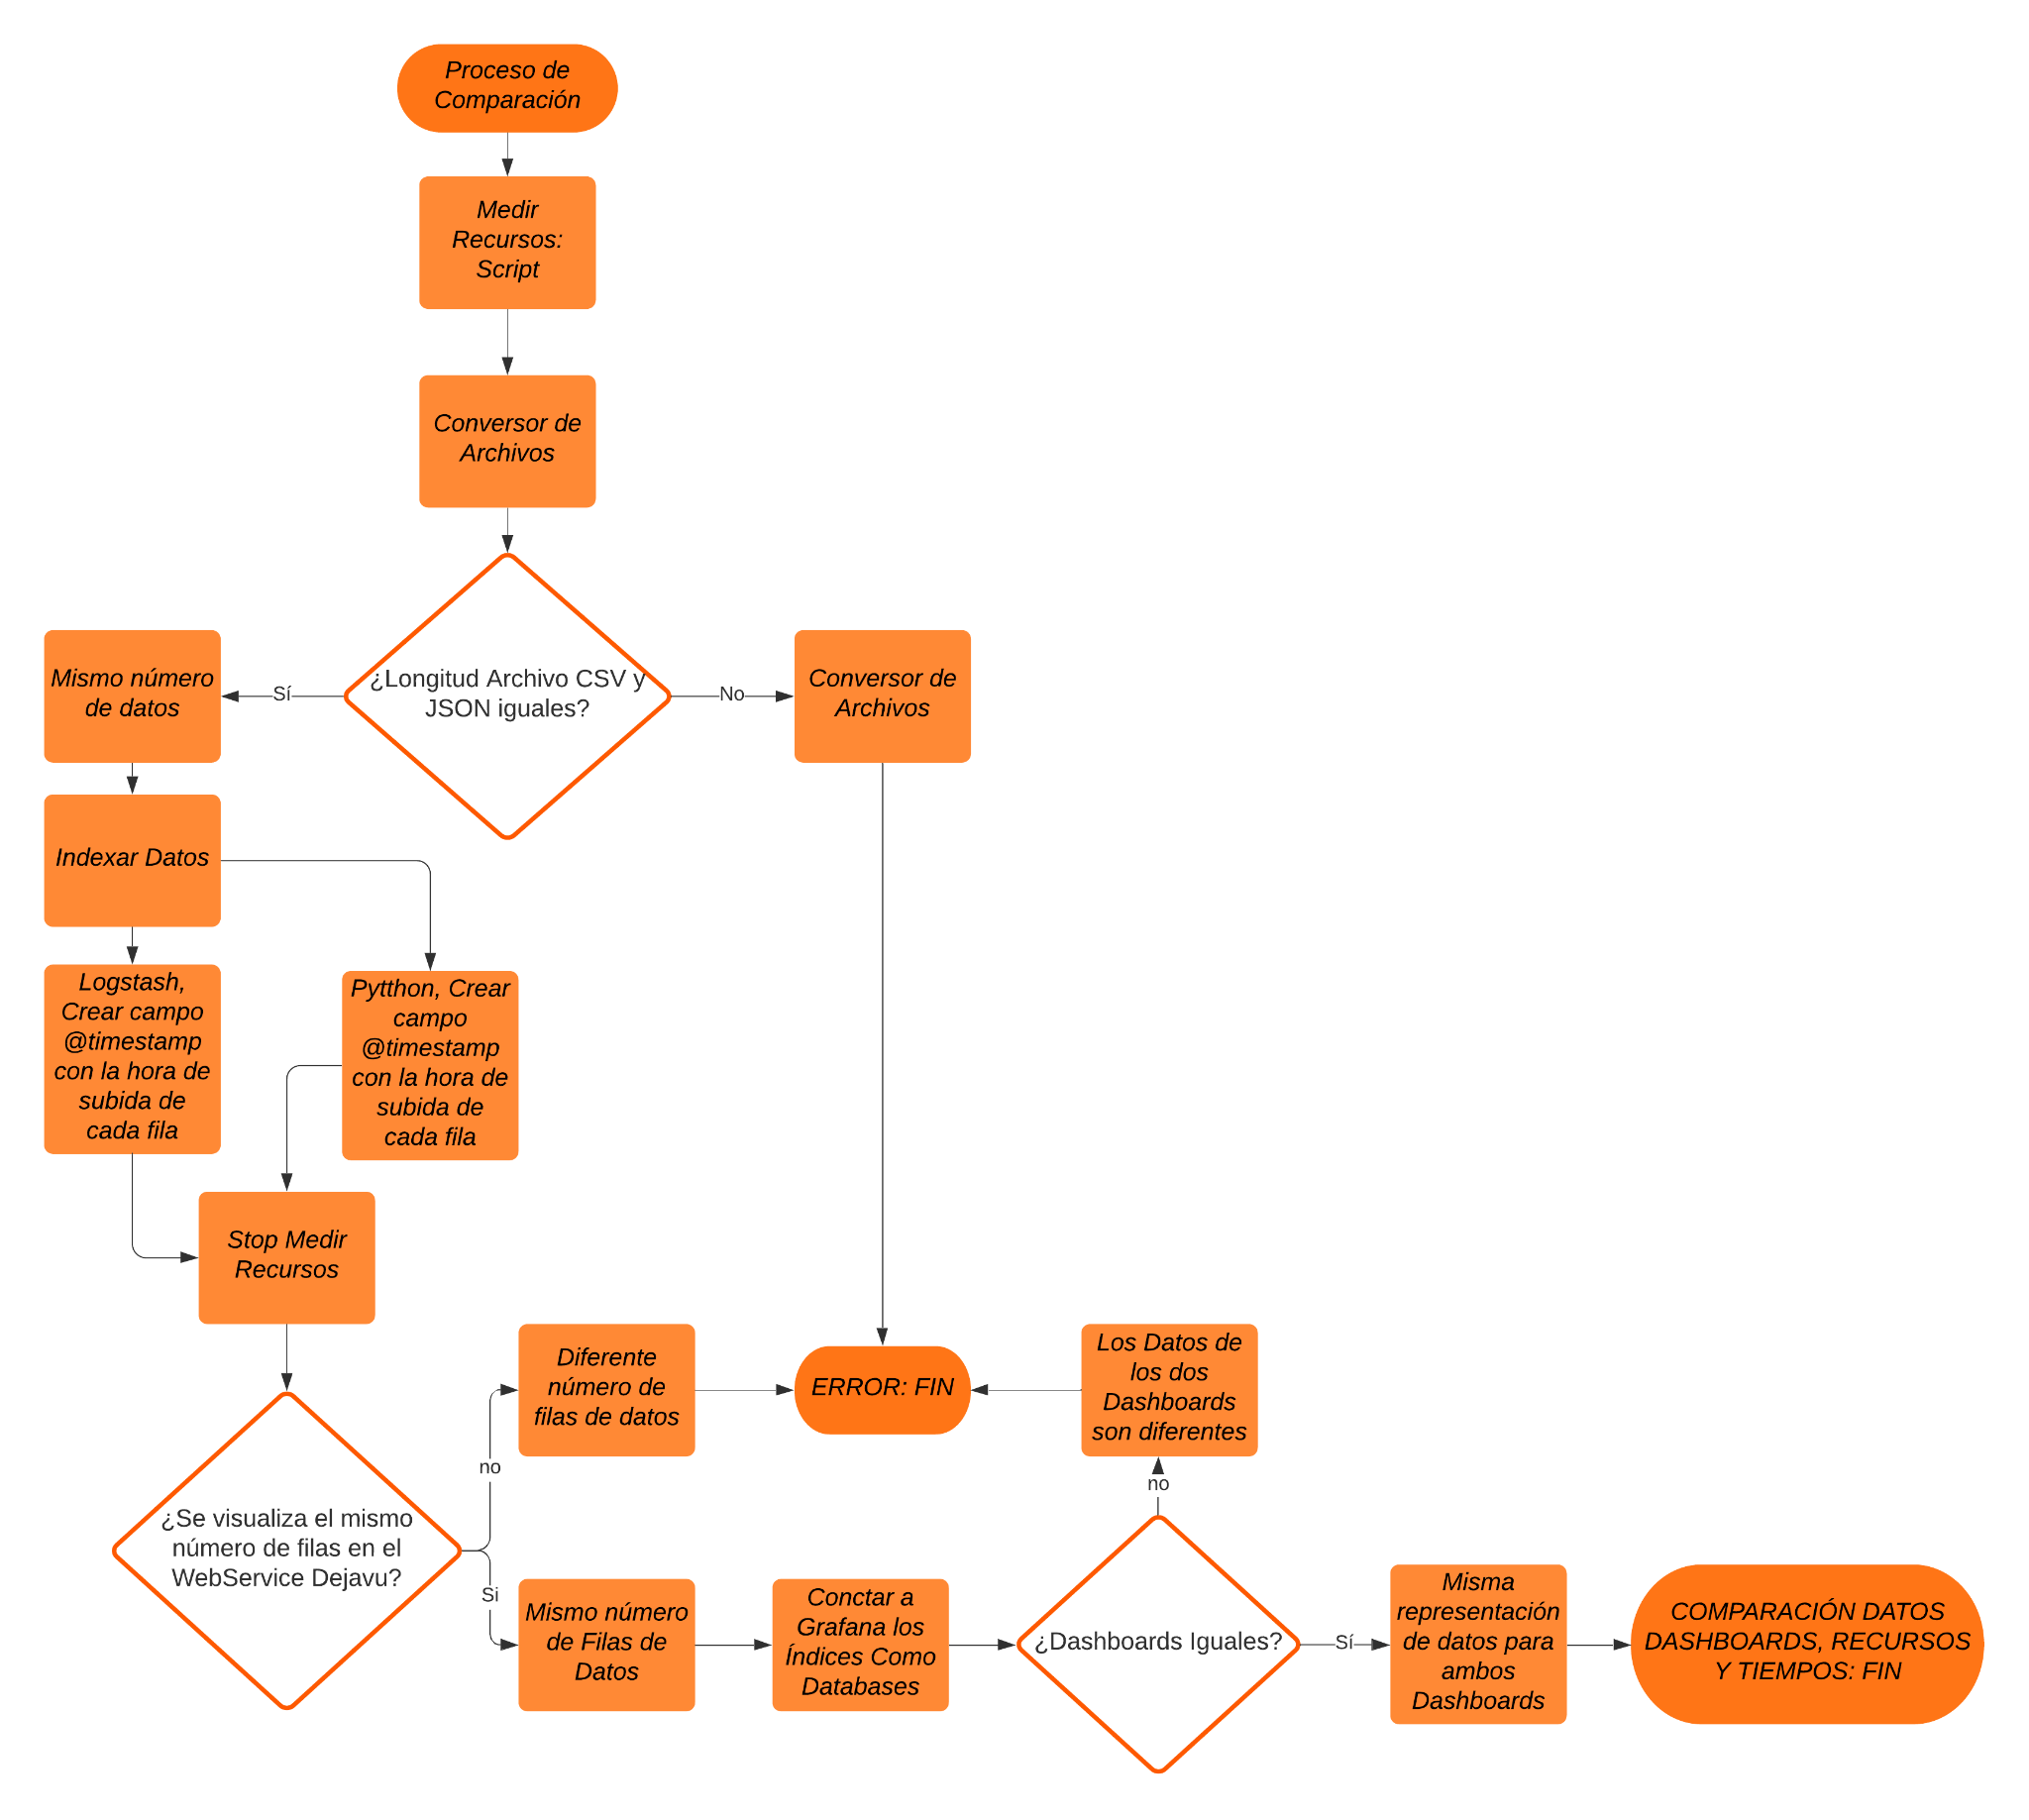 Proceso de
Comparación
Medir
Recursos:
Script
Conversor de
Archivos
¿Longitud Archivo CSV y
JSON iguales?
Sí
No
Mismo número
de datos
Conversor de
Archivos
Indexar Datos
Logstash,
Crear campo
@timestamp
con la hora de
subida de
cada fila
Pytthon, Crear
campo
@timestamp
con la hora de
subida de
cada fila
Stop Medir
Recursos
¿Se visualiza el mismo
número de filas en el
WebService Dejavu?
no
Si
Diferente
número de
filas de datos
ERROR: FIN
Los Datos de
los dos
Dashboards
son diferentes
no
Mismo número
de Filas de
Datos
Conctar a
Grafana los
Índices Como
Databases
¿Dashboards Iguales?
Sí
Misma
representación
de datos para
ambos
Dashboards
COMPARACIÓN DATOS
DASHBOARDS, RECURSOS
Y TIEMPOS: FIN